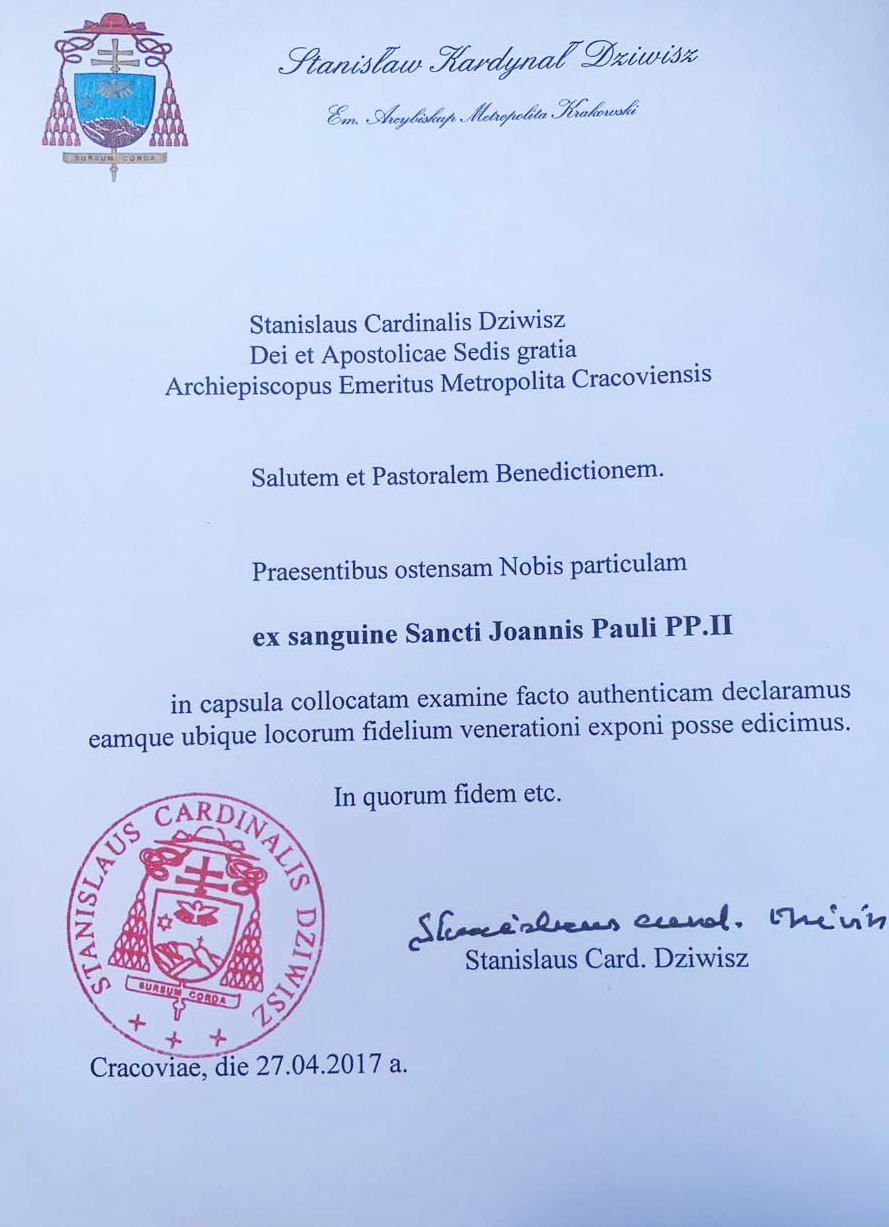 Stanisław Kardynał Dziwisz
Em. Arcybiskup Metropolita Krakowski
SURSUM CORDA
Stanislaus Cardinalis Dziwisz
Dei et Apostolicae Sedis gratia
Archiepiscopus Emeritus Metropolita Cracoviensis
Salutem et Pastoralem Benedictionem.
Praesentibus ostensam Nobis particulam
ex sanguine Sancti Joannis Pauli PP.II
in capsula collocatam examine facto authenticam declaramus
eamque ubique locorum fidelium venerationi exponi posse edicimus.
In quorum fidem etc.
STANISLAUS CARDINALIS DZIWISZ
SURSUM CORDA
Stanislaus card. Dziwisz
Stanislaus Card. Dziwisz
Cracoviae, die 27.04.2017 a.